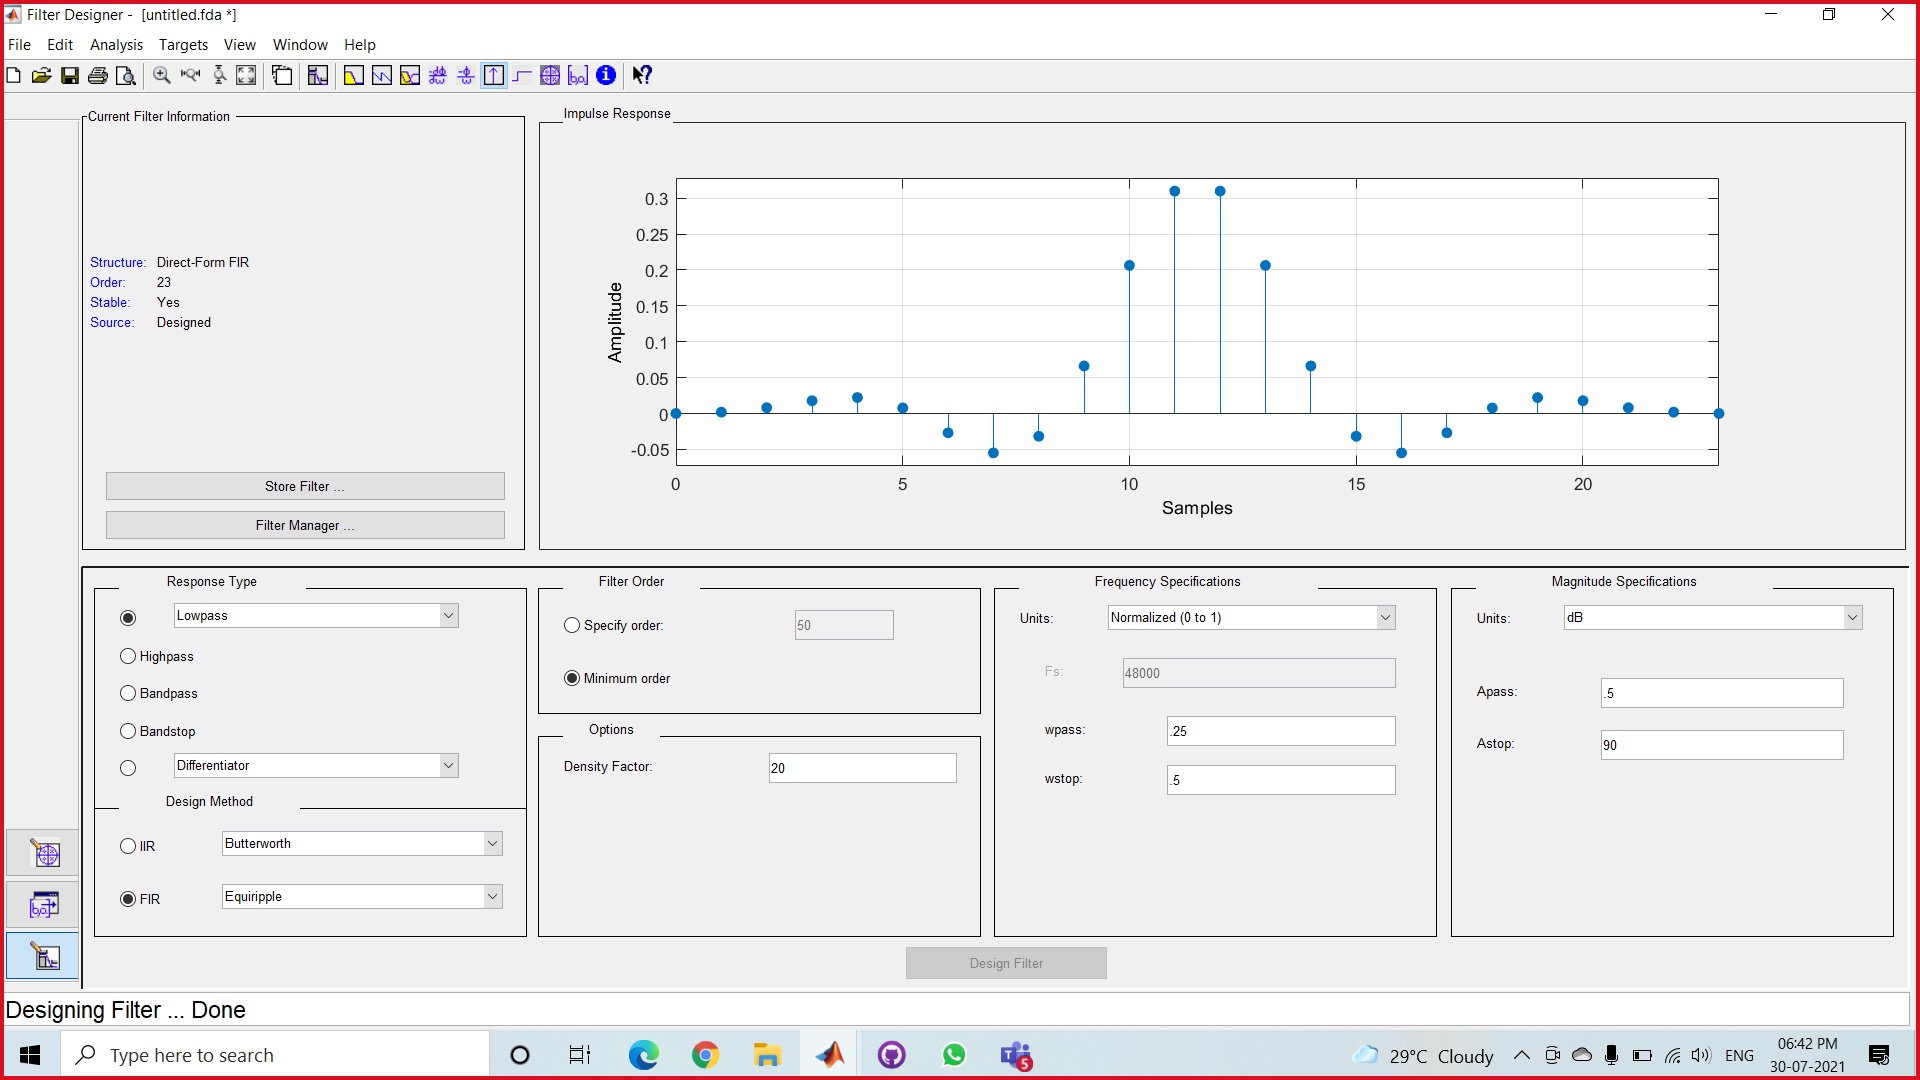 Filter Designer - [untitled.fda *]
File Edit Analysis Targets View Window Help
Current Filter Information
Structure: Direct-Form FIR
Order: 23
Stable: Yes
Source: Designed
Store Filter ...
Filter Manager ...
Impulse Response
0.3
0.25
0.2
0.15
0.1
0.05
0
-0.05
Amplitude
0 5 10 15 20
Samples
Response Type
Lowpass
Highpass
Bandpass
Bandstop
Differentiator
Design Method
IIR Butterworth
FIR Equiripple
Filter Order
Specify order: 50
Minimum order
Options
Density Factor: 20
Frequency Specifications
Units: Normalized (0 to 1)
Fs: 48000
wpass: .25
wstop: .5
Magnitude Specifications
Units: dB
Apass: .5
Astop: 90
Design Filter
Designing Filter ... Done
Type here to search
5
29°C Cloudy
ENG
06:42 PM
30-07-2021